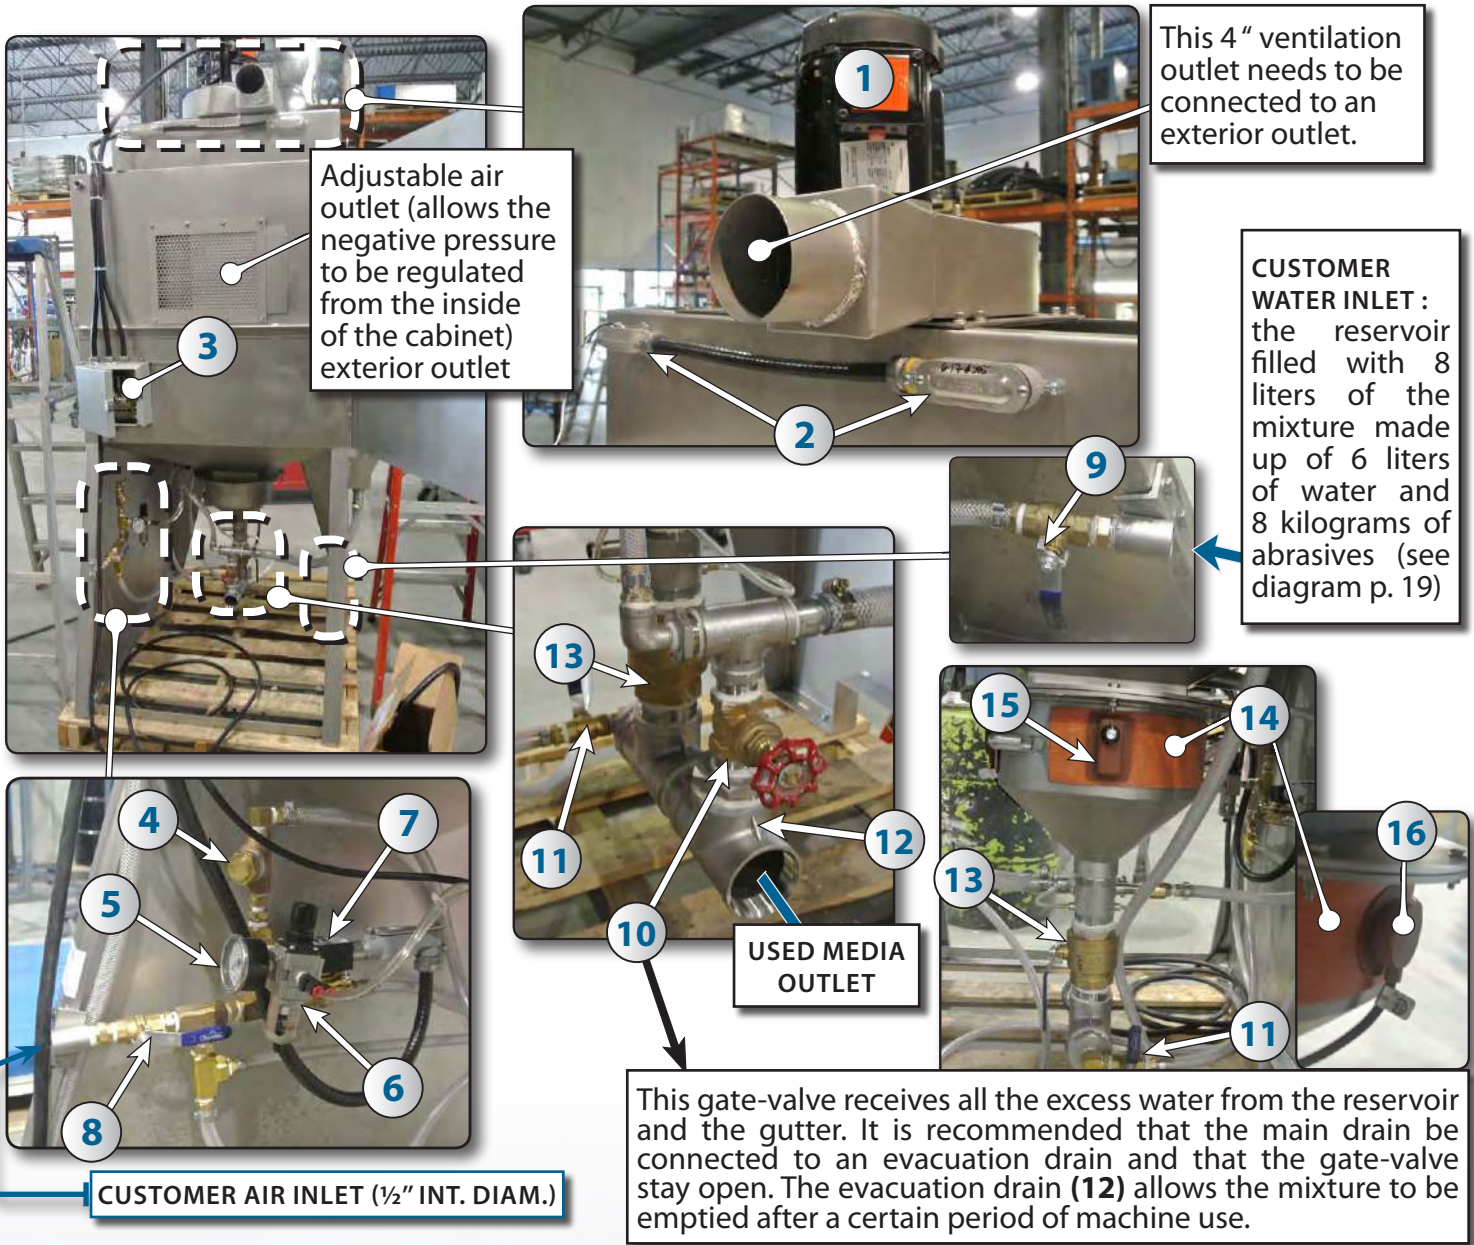 This 4“ ventilation
outlet needs to be
connected to an
exterior outlet.
1
Adjustable air
outlet (allows the
negative pressure
to be regulated
from the inside
of the cabinet)
exterior outlet
3
2
CUSTOMER
WATER INLET :
the reservoir
filled with 8
liters of the
mixture made
up of 6 liters
of water and
8 kilograms of
abrasives (see
diagram p. 19)
9
13
11
12
10
USED MEDIA
OUTLET
15
14
16
13
11
4
7
5
6
8
This gate-valve receives all the excess water from the reservoir
and the gutter. It is recommended that the main drain be
connected to an evacuation drain and that the gate-valve
stay open. The evacuation drain (12) allows the mixture to be
emptied after a certain period of machine use.
CUSTOMER AIR INLET (½” INT. DIAM.)